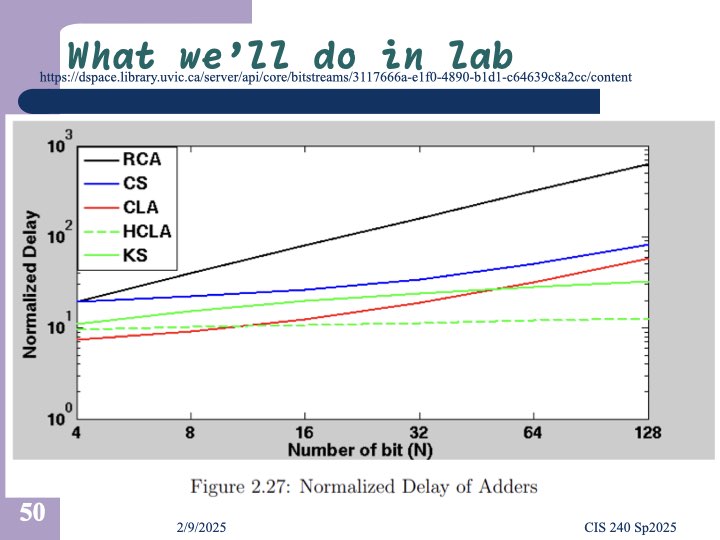 What we'll do in lab
https://dspace.library.uvic.ca/server/api/core/bitstreams/3117666a-e1f0-4890-b1d1-c64639c8a2cc/content
10^3
10^2
10^1
10^0
Normalized Delay
RCA
CS
CLA
HCLA
KS
4 8 16 32 64 128
Number of bit (N)
Figure 2.27: Normalized Delay of Adders
50
2/9/2025
CIS 240 Sp2025